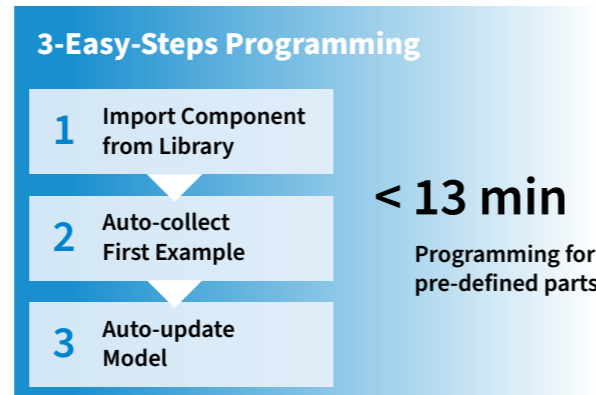 3-Easy-Steps Programming
1
Import Component
from Library
2
Auto-collect
First Example
3
Auto-update
Model
< 13 min
Programming for
pre-defined parts